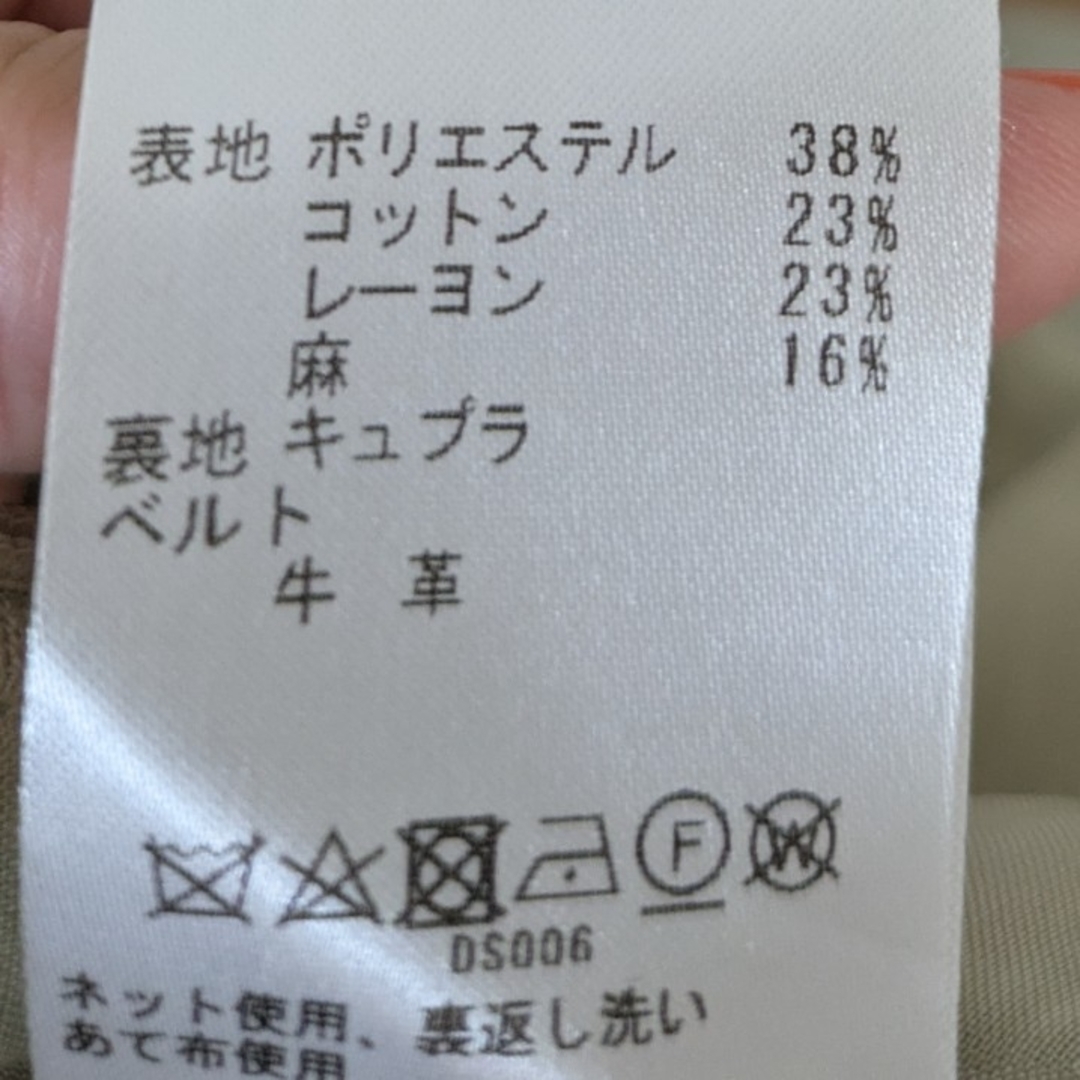 表地 ポリエステル 38%
コットン 23%
レーヨン 23%
麻 16%
裏地 キュプラ
ベルト
牛 革
F W
DS006
ネット使用、裏返し洗い
あて布使用